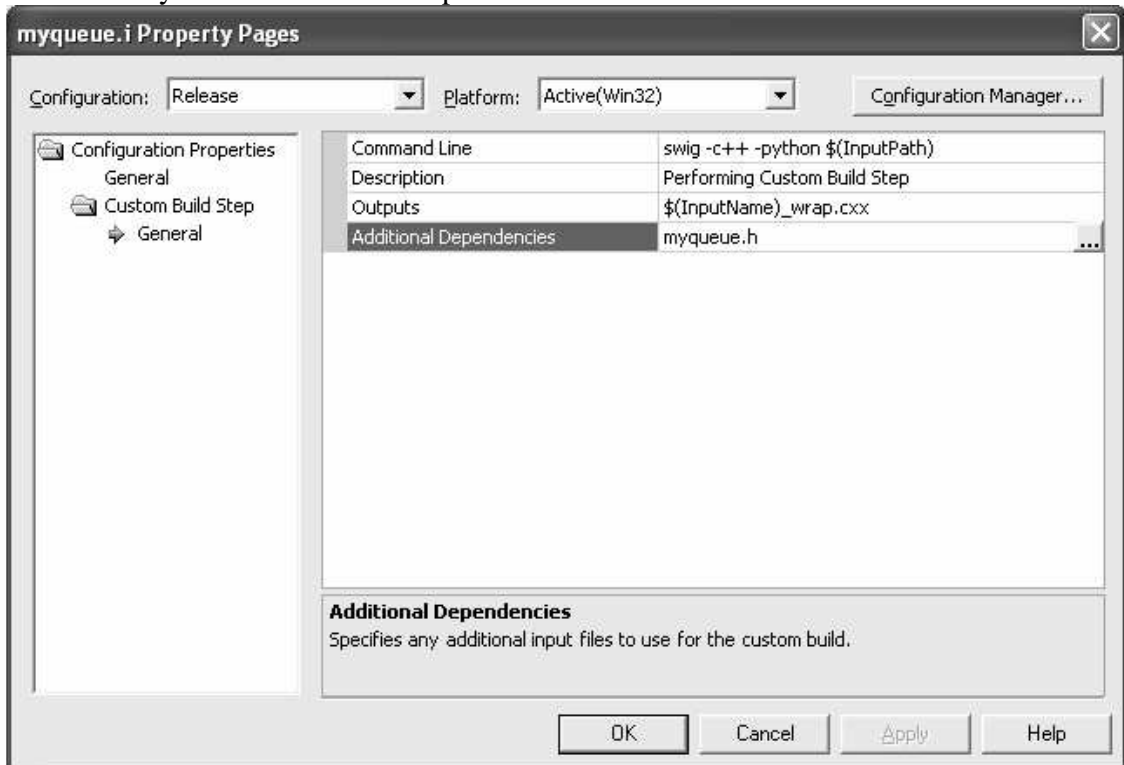 myqueue.i Property Pages
Configuration: Release Platform: Active(Win32) Configuration Manager...
Configuration Properties
General
Custom Build Step
General
Command Line swig -c++ -python $(InputPath)
Description Performing Custom Build Step
Outputs $(InputName)_wrap.cxx
Additional Dependencies myqueue.h ...
Additional Dependencies
Specifies any additional input files to use for the custom build.
OK Cancel Apply Help